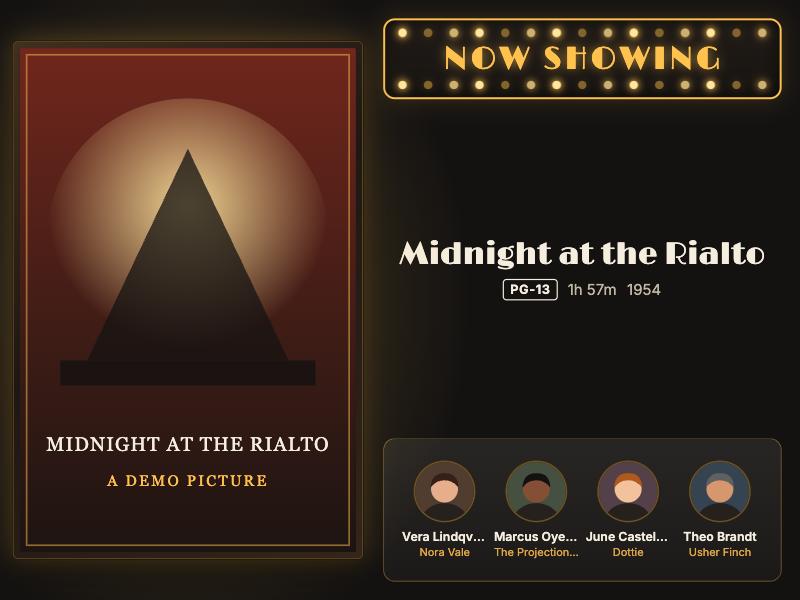 MIDNIGHT AT THE RIALTO
A DEMO PICTURE
NOW SHOWING
Midnight at the Rialto
PG-13 1h 57m 1954
Vera Lindqv... Marcus Oye... June Castel... Theo Brandt
Nora Vale The Projection... Dottie Usher Finch